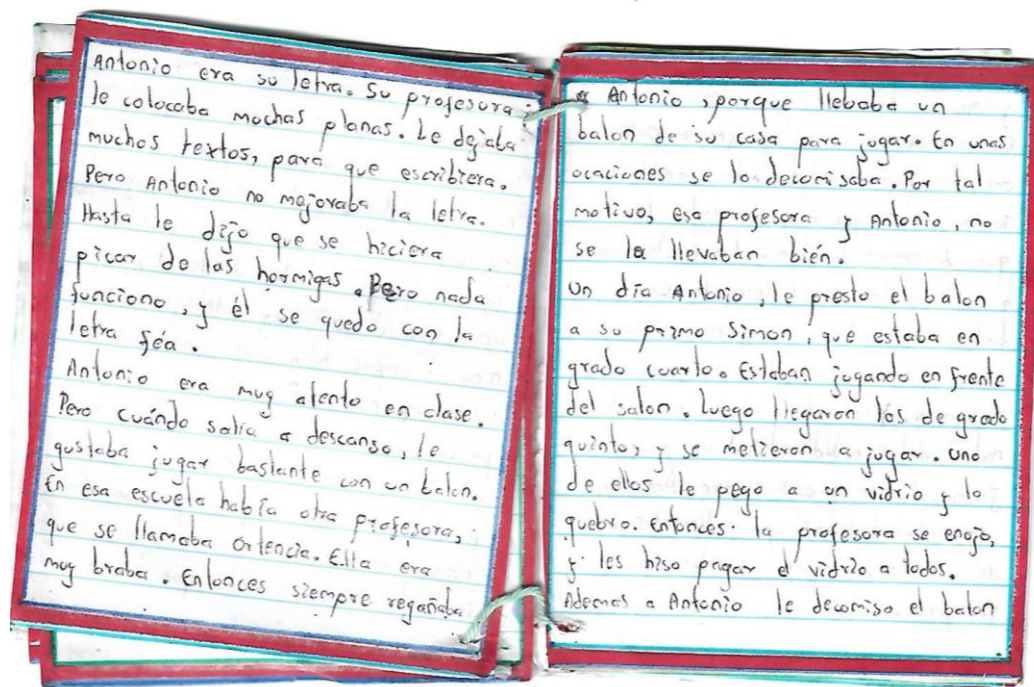 Antonio era su letra. Su profesora
le colocaba muchas planas. Le dejaba
muchos textos, para que escribiera.
Pero Antonio no mejoraba la letra.
Hasta le dijo que se hiciera
picar de las hormigas. Pero nada
funciono, y él se quedo con la
letra féa.
Antonio era muy atento en clase.
Pero cuándo salia a descanso, le
gustaba jugar bastante con un balon.
En esa escuela había otra profesora,
que se llamaba Ortencia. Ella era
muy braba. Entonces siempre regañaba
a Antonio, porque llebaba un
balon de su casa para jugar. En unas
ocaciones se lo decomisaba. Por tal
motivo, esa profesora y Antonio, no
se la llevaban bién.
Un día Antonio, le presto el balon
a su primo Simon, que estaba en
grado cuarto. Estaban jugando en frente
del salon. Luego llegaron los de grado
quinto, y se metieron a jugar. Uno
de ellos le pego a un vidrio y lo
quebro. Entonces la profesora se enojo,
y les hiso pagar el vidrio a todos.
Ademas a Antonio le decomiso el balon